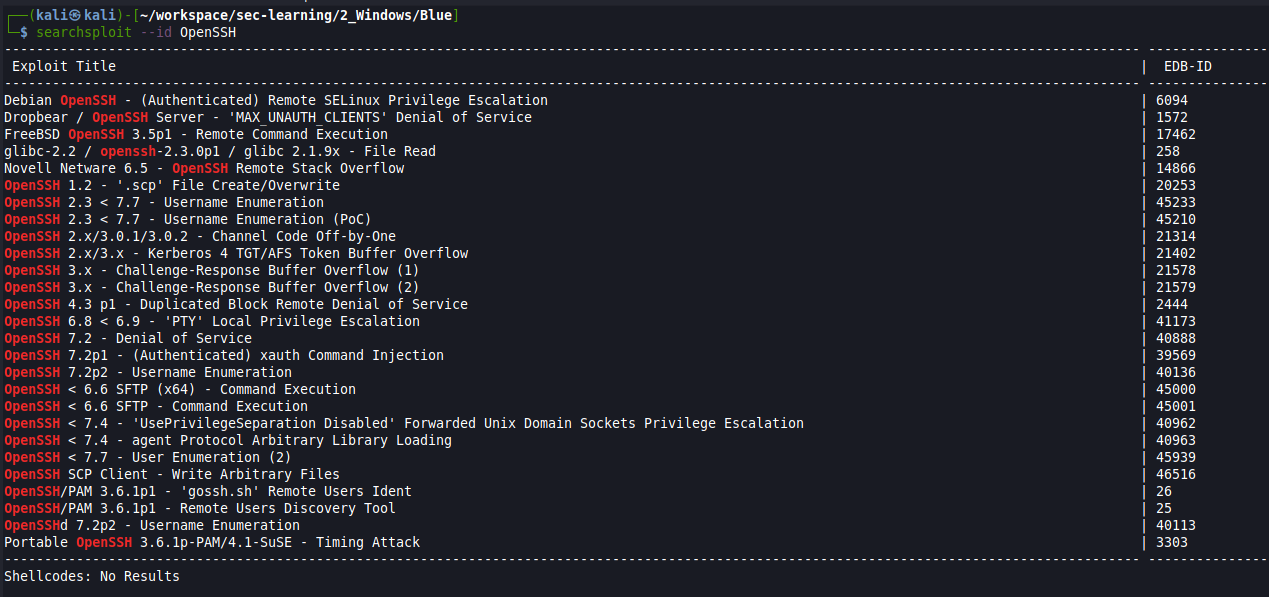 ┌──(kali㉿kali)-[~/workspace/sec-learning/2_Windows/Blue]
└─$ searchsploit --id OpenSSH
Exploit Title | EDB-ID
Debian OpenSSH - (Authenticated) Remote SELinux Privilege Escalation | 6094
Dropbear / OpenSSH Server - 'MAX_UNAUTH_CLIENTS' Denial of Service | 1572
FreeBSD OpenSSH 3.5p1 - Remote Command Execution | 17462
glibc-2.2 / openssh-2.3.0p1 / glibc 2.1.9x - File Read | 258
Novell Netware 6.5 - OpenSSH Remote Stack Overflow | 14866
OpenSSH 1.2 - '.scp' File Create/Overwrite | 20253
OpenSSH 2.3 < 7.7 - Username Enumeration | 45233
OpenSSH 2.3 < 7.7 - Username Enumeration (PoC) | 45210
OpenSSH 2.x/3.0.1/3.0.2 - Channel Code Off-by-One | 21314
OpenSSH 2.x/3.x - Kerberos 4 TGT/AFS Token Buffer Overflow | 21402
OpenSSH 3.x - Challenge-Response Buffer Overflow (1) | 21578
OpenSSH 3.x - Challenge-Response Buffer Overflow (2) | 21579
OpenSSH 4.3 p1 - Duplicated Block Remote Denial of Service | 2444
OpenSSH 6.8 < 6.9 - 'PTY' Local Privilege Escalation | 41173
OpenSSH 7.2 - Denial of Service | 40888
OpenSSH 7.2p1 - (Authenticated) xauth Command Injection | 39569
OpenSSH 7.2p2 - Username Enumeration | 40136
OpenSSH < 6.6 SFTP (x64) - Command Execution | 45000
OpenSSH < 6.6 SFTP - Command Execution | 45001
OpenSSH < 7.4 - 'UsePrivilegeSeparation Disabled' Forwarded Unix Domain Sockets Privilege Escalation | 40962
OpenSSH < 7.4 - agent Protocol Arbitrary Library Loading | 40963
OpenSSH < 7.7 - User Enumeration (2) | 45939
OpenSSH SCP Client - Write Arbitrary Files | 46516
OpenSSH/PAM 3.6.1p1 - 'gossh.sh' Remote Users Ident | 26
OpenSSH/PAM 3.6.1p1 - Remote Users Discovery Tool | 25
OpenSSHd 7.2p2 - Username Enumeration | 40113
Portable OpenSSH 3.6.1p-PAM/4.1-SuSE - Timing Attack | 3303
Shellcodes: No Results